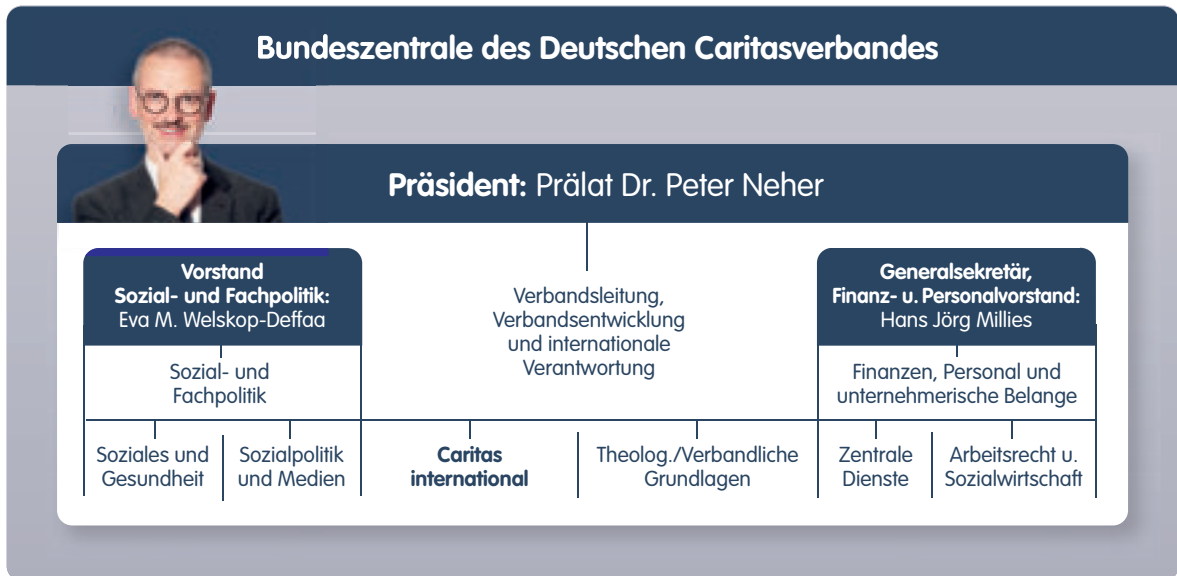 Bundeszentrale des Deutschen Caritasverbandes
Präsident: Prälat Dr. Peter Neher
Vorstand
Sozial- und Fachpolitik:
Eva M. Welskop-Deffaa
Sozial- und
Fachpolitik
Soziales und
Gesundheit
Sozialpolitik
und Medien
Verbandsleitung,
Verbandsentwicklung
und internationale
Verantwortung
Caritas
international
Theolog./Verbandliche
Grundlagen
Generalsekretär,
Finanz- u. Personalvorstand:
Hans Jörg Millies
Finanzen, Personal und
unternehmerische Belange
Zentrale
Dienste
Arbeitsrecht u.
Sozialwirtschaft